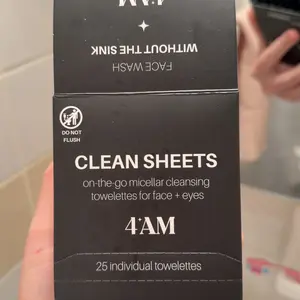 4AM
WITHOUT THE SINK
FACE WASH
DO NOT
FLUSH
CLEAN SHEETS
on-the-go micellar cleansing
towelettes for face + eyes
4AM
25 individual towelettes